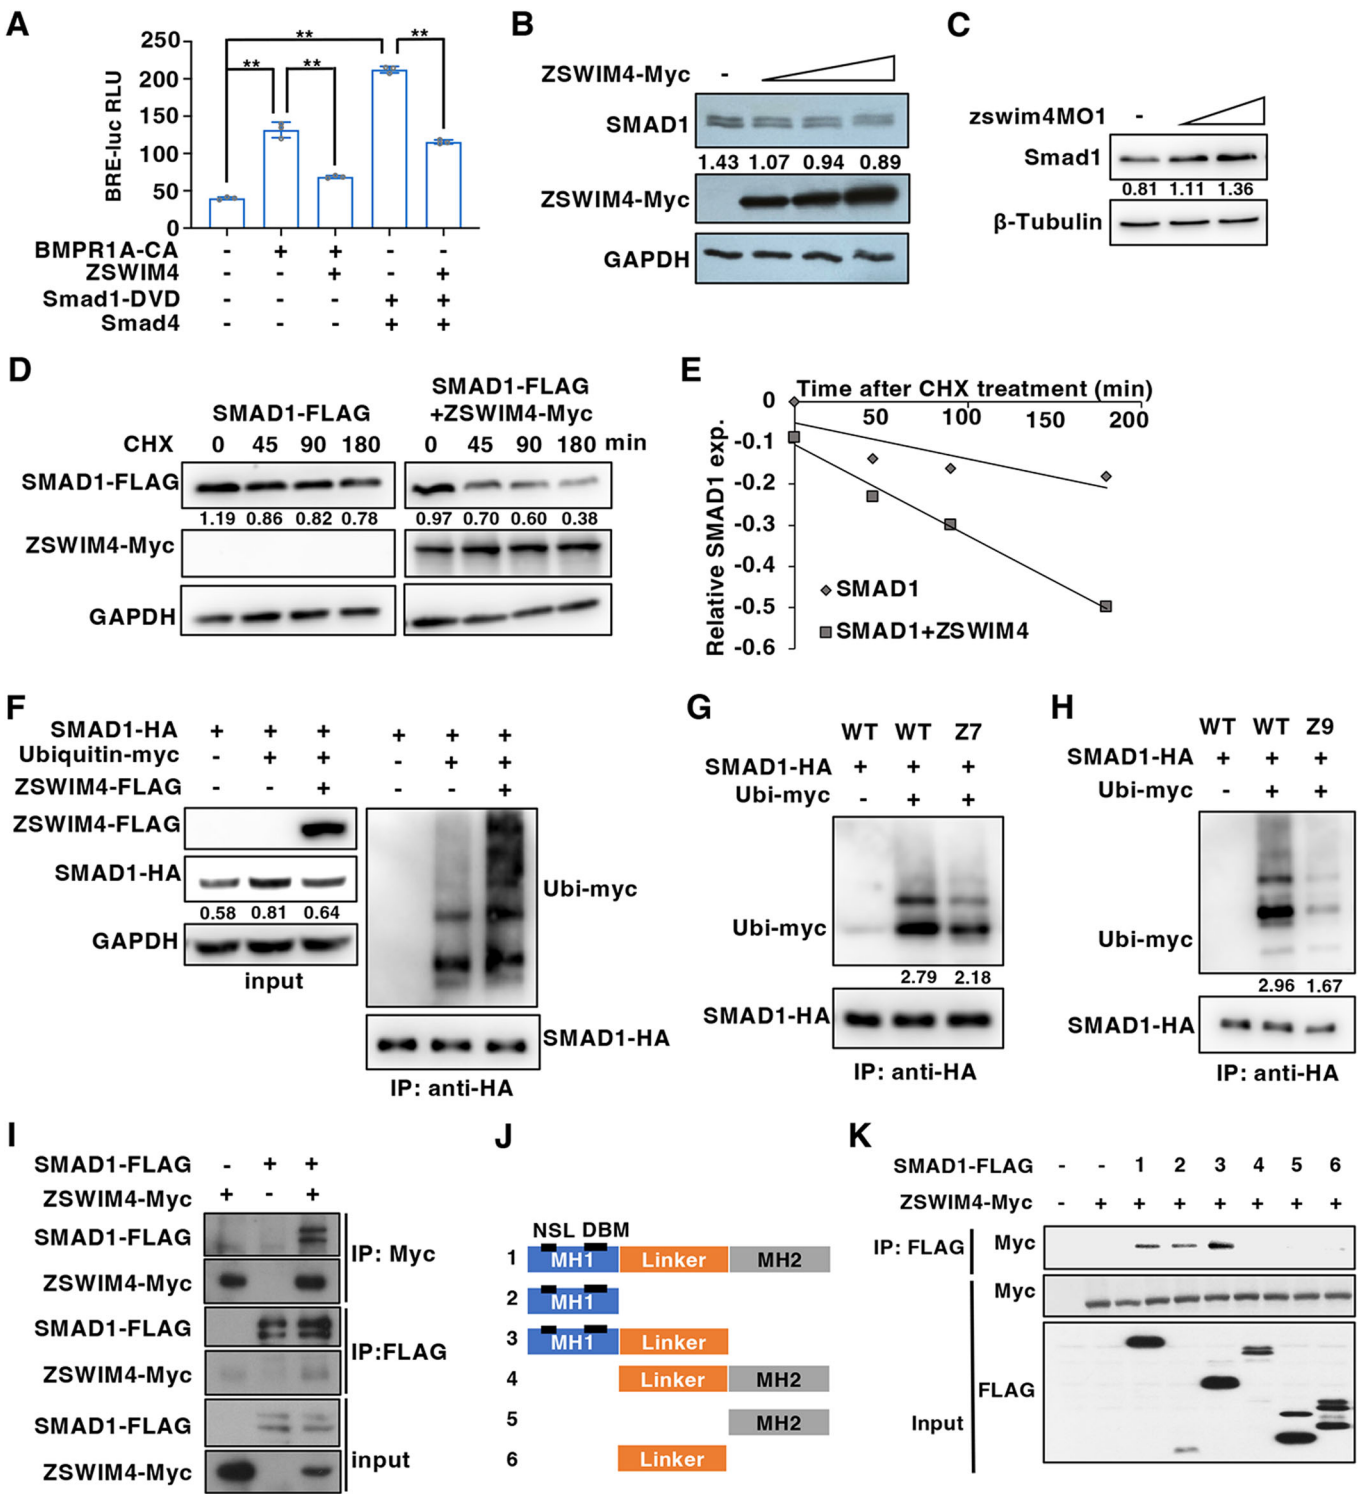 A
BRE-luc RLU
250
200
150
100
50
0
** ** ** **
BMPR1A-CA - + + - -
ZSWIM4 - - + - +
Smad1-DVD - - - + +
Smad4 - - - + +
B
ZSWIM4-Myc -
SMAD1
1.43 1.07 0.94 0.89
ZSWIM4-Myc
GAPDH
C
zswim4MO1 -
Smad1
0.81 1.11 1.36
β-Tubulin
D
SMAD1-FLAG
SMAD1-FLAG
+ZSWIM4-Myc
CHX 0 45 90 180 0 45 90 180 min
SMAD1-FLAG
1.19 0.86 0.82 0.78 0.97 0.70 0.60 0.38
ZSWIM4-Myc
GAPDH
E
Time after CHX treatment (min)
50 100 150 200
Relative SMAD1 exp.
0
-0.1
-0.2
-0.3
-0.4
-0.5
-0.6
SMAD1
SMAD1+ZSWIM4
F
SMAD1-HA + + + + + +
Ubiquitin-myc - + + - + +
ZSWIM4-FLAG - - + - - +
ZSWIM4-FLAG
SMAD1-HA
0.58 0.81 0.64
GAPDH
input
Ubi-myc
SMAD1-HA
IP: anti-HA
G
WT WT Z7
SMAD1-HA + + +
Ubi-myc - + +
Ubi-myc
2.79 2.18
SMAD1-HA
IP: anti-HA
H
WT WT Z9
SMAD1-HA + + +
Ubi-myc - + +
Ubi-myc
2.96 1.67
SMAD1-HA
IP: anti-HA
I
SMAD1-FLAG - + +
ZSWIM4-Myc + - +
SMAD1-FLAG
IP: Myc
ZSWIM4-Myc
SMAD1-FLAG
IP:FLAG
ZSWIM4-Myc
SMAD1-FLAG
input
ZSWIM4-Myc
J
NSL DBM
1 MH1 Linker MH2
2 MH1
3 MH1 Linker
4 Linker MH2
5 MH2
6 Linker
K
SMAD1-FLAG - - 1 2 3 4 5 6
ZSWIM4-Myc - + + + + + + +
IP: FLAG Myc
Myc
FLAG
Input